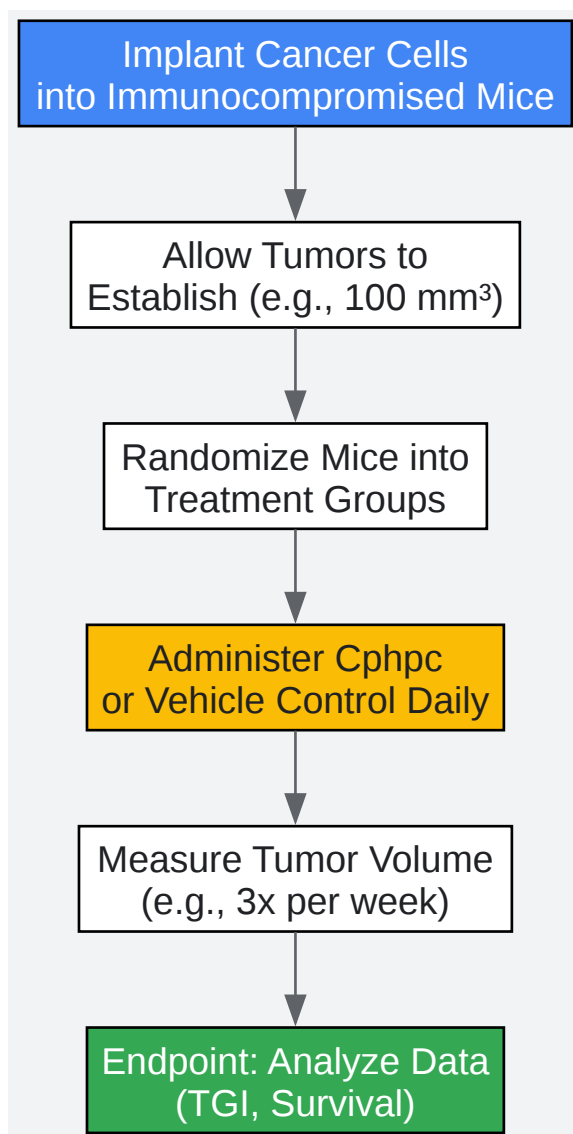 Implant Cancer Cells
into Immunocompromised Mice
Allow Tumors to
Establish (e.g., 100 mm³)
Randomize Mice into
Treatment Groups
Administer Cphpc
or Vehicle Control Daily
Measure Tumor Volume
(e.g., 3x per week)
Endpoint: Analyze Data
(TGI, Survival)